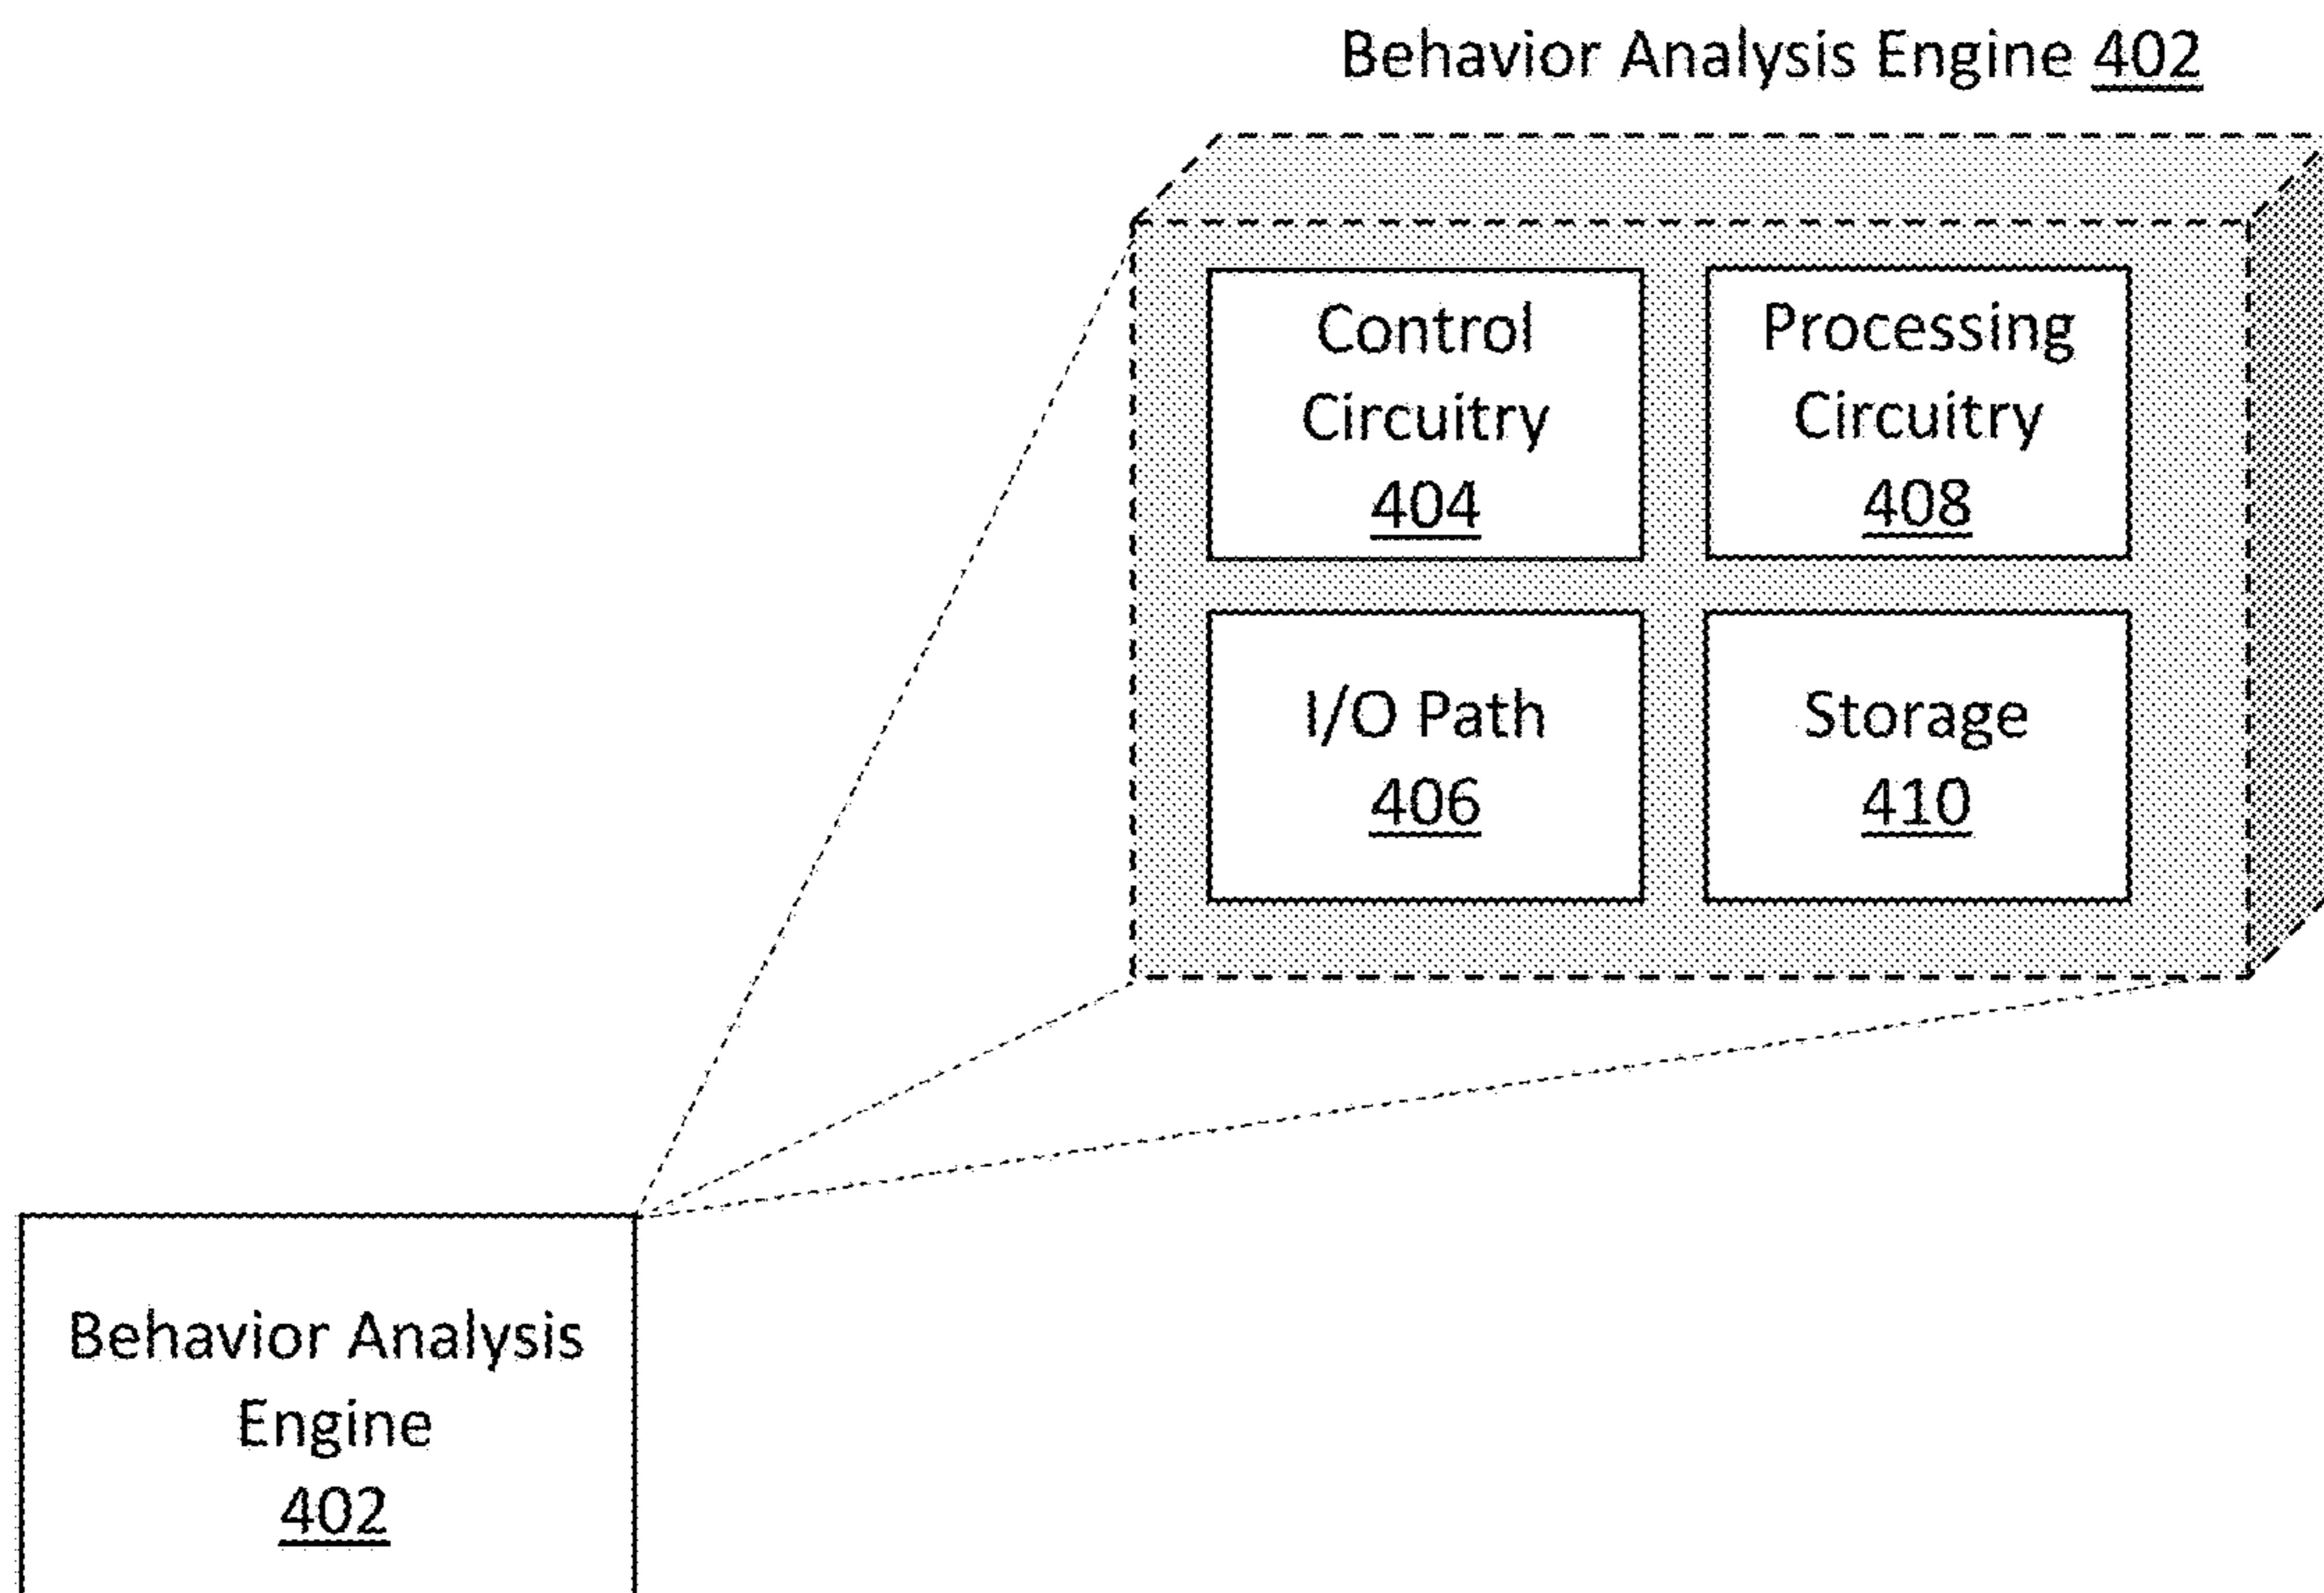 Behavior Analysis Engine 402
Control
Circuitry
404
Processing
Circuitry
408
I/O Path
406
Storage
410
Behavior Analysis
Engine
402